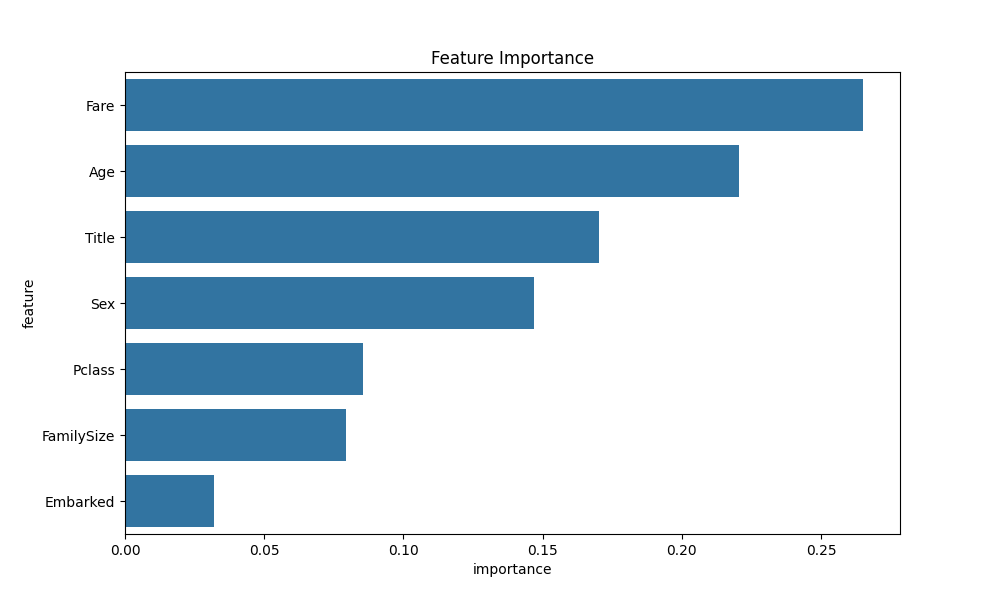 Feature Importance
Fare
Age
Title
Sex
Pclass
FamilySize
Embarked
feature
0.00 0.05 0.10 0.15 0.20 0.25
importance